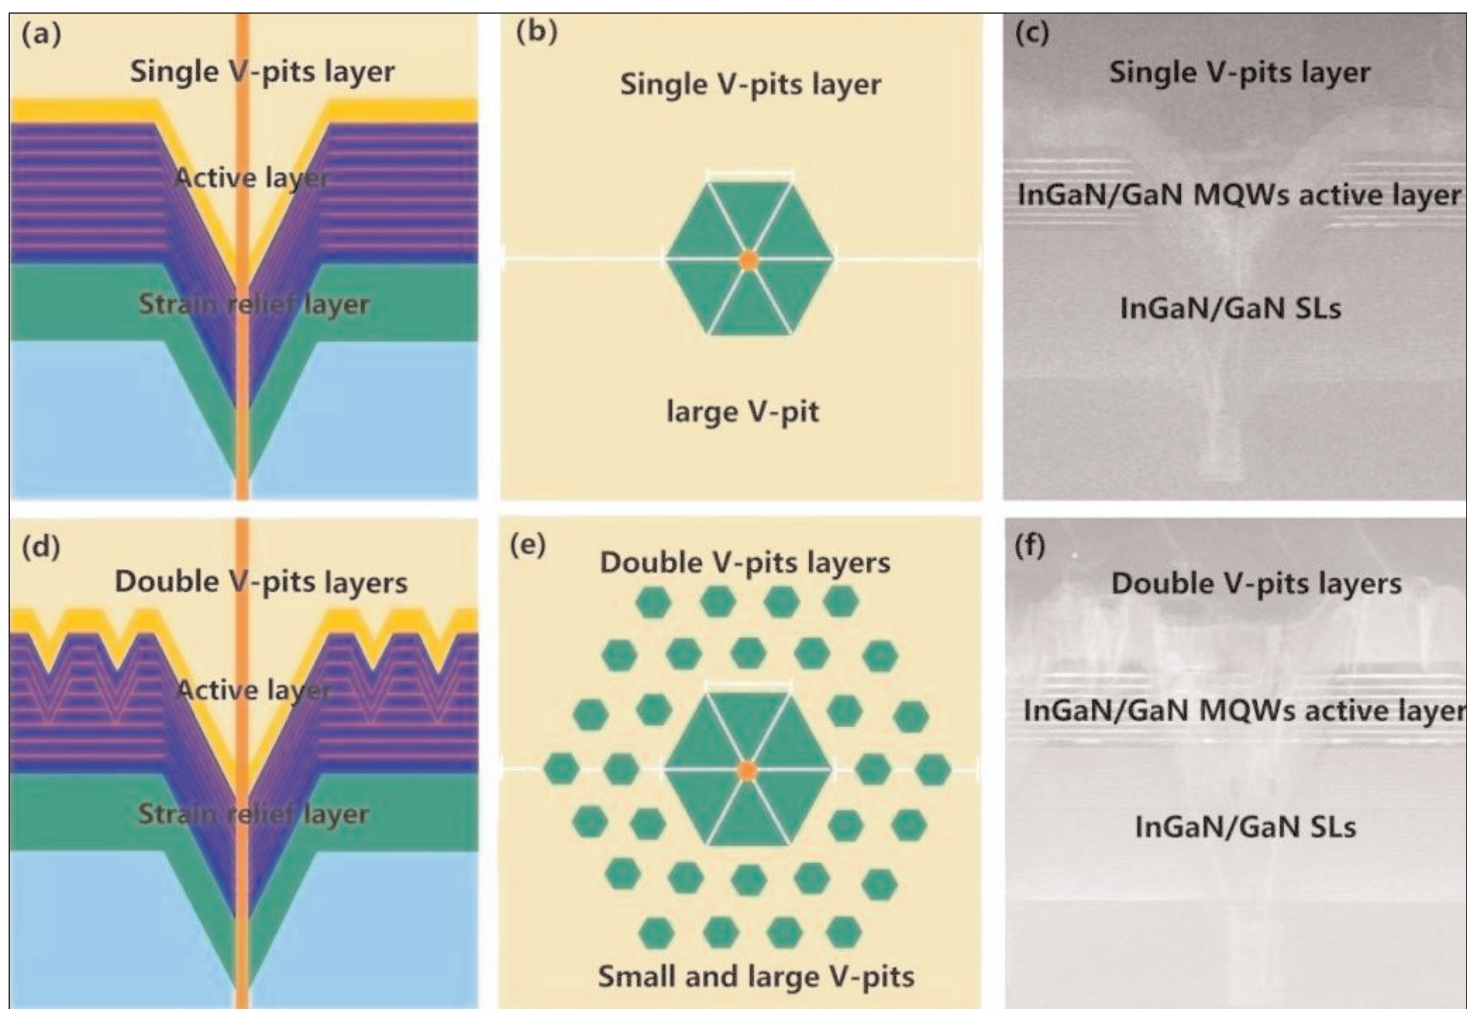 (a)
Single V-pits layer
Active layer
Strain relief layer
(b)
Single V-pits layer
large V-pit
(c)
Single V-pits layer
InGaN/GaN MQWs active layer
InGaN/GaN SLs
(d)
Double V-pits layers
Active layer
Strain relief layer
(e)
Double V-pits layers
Small and large V-pits
(f)
Double V-pits layers
InGaN/GaN MQWs active layer
InGaN/GaN SLs